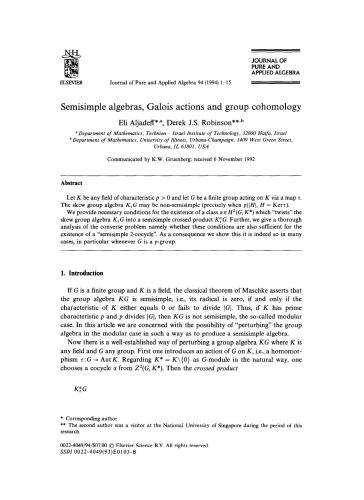 NH
ELSEVIER
JOURNAL OF
PURE AND
APPLIED ALGEBRA
Journal of Pure and Applied Algebra 94 (1994) 1-15
Semisimple algebras, Galois actions and group cohomology
Eli Aljadeff*,a, Derek J.S. Robinson**,b
a Department of Mathematics, Technion – Israel Institute of Technology, 32000 Haifa, Israel
b Department of Mathematics, University of Illinois, Urbana-Champaign, 1409 West Green Street,
Urbana, IL 61801, USA
Communicated by K.W. Gruenberg; received 6 November 1992
Abstract
Let K be any field of characteristic p > 0 and let G be a finite group acting on K via a map τ.
The skew group algebra KτG may be non-semisimple (precisely when p||H|, H = Ker τ).
We provide necessary conditions for the existence of a class α∈H²(G, K*) which "twists" the
skew group algebra KτG into a semisimple crossed product KταG. Further, we give a thorough
analysis of the converse problem namely whether these conditions are also sufficient for the
existence of a "semisimple 2-cocycle". As a consequence we show this it is indeed so in many
cases, in particular whenever G is a p-group.
1. Introduction
If G is a finite group and K is a field, the classical theorem of Maschke asserts that
the group algebra KG is semisimple, i.e., its radical is zero, if and only if the
characteristic of K either equals 0 or fails to divide |G|. Thus, if K has prime
characteristic p and p divides |G|, then KG is not semisimple, the so-called modular
case. In this article we are concerned with the possibility of "perturbing" the group
algebra in the modular case in such a way as to produce a semisimple algebra.
Now there is a well-established way of perturbing a group algebra KG where K is
any field and G any group. First one introduces an action of G on K, i.e., a homomor-
phism τ: G → Aut K. Regarding K* = K\{0} as G-module in the natural way, one
chooses a cocycle α from Z²(G, K*). Then the crossed product
KταG
* Corresponding author
** The second author was a visitor at the National University of Singapore during the period of this
research.
0022-4049/94/$07.00 © Elsevier Science B.V. All rights reserved
SSDI 0022-4049(93)E0103-B